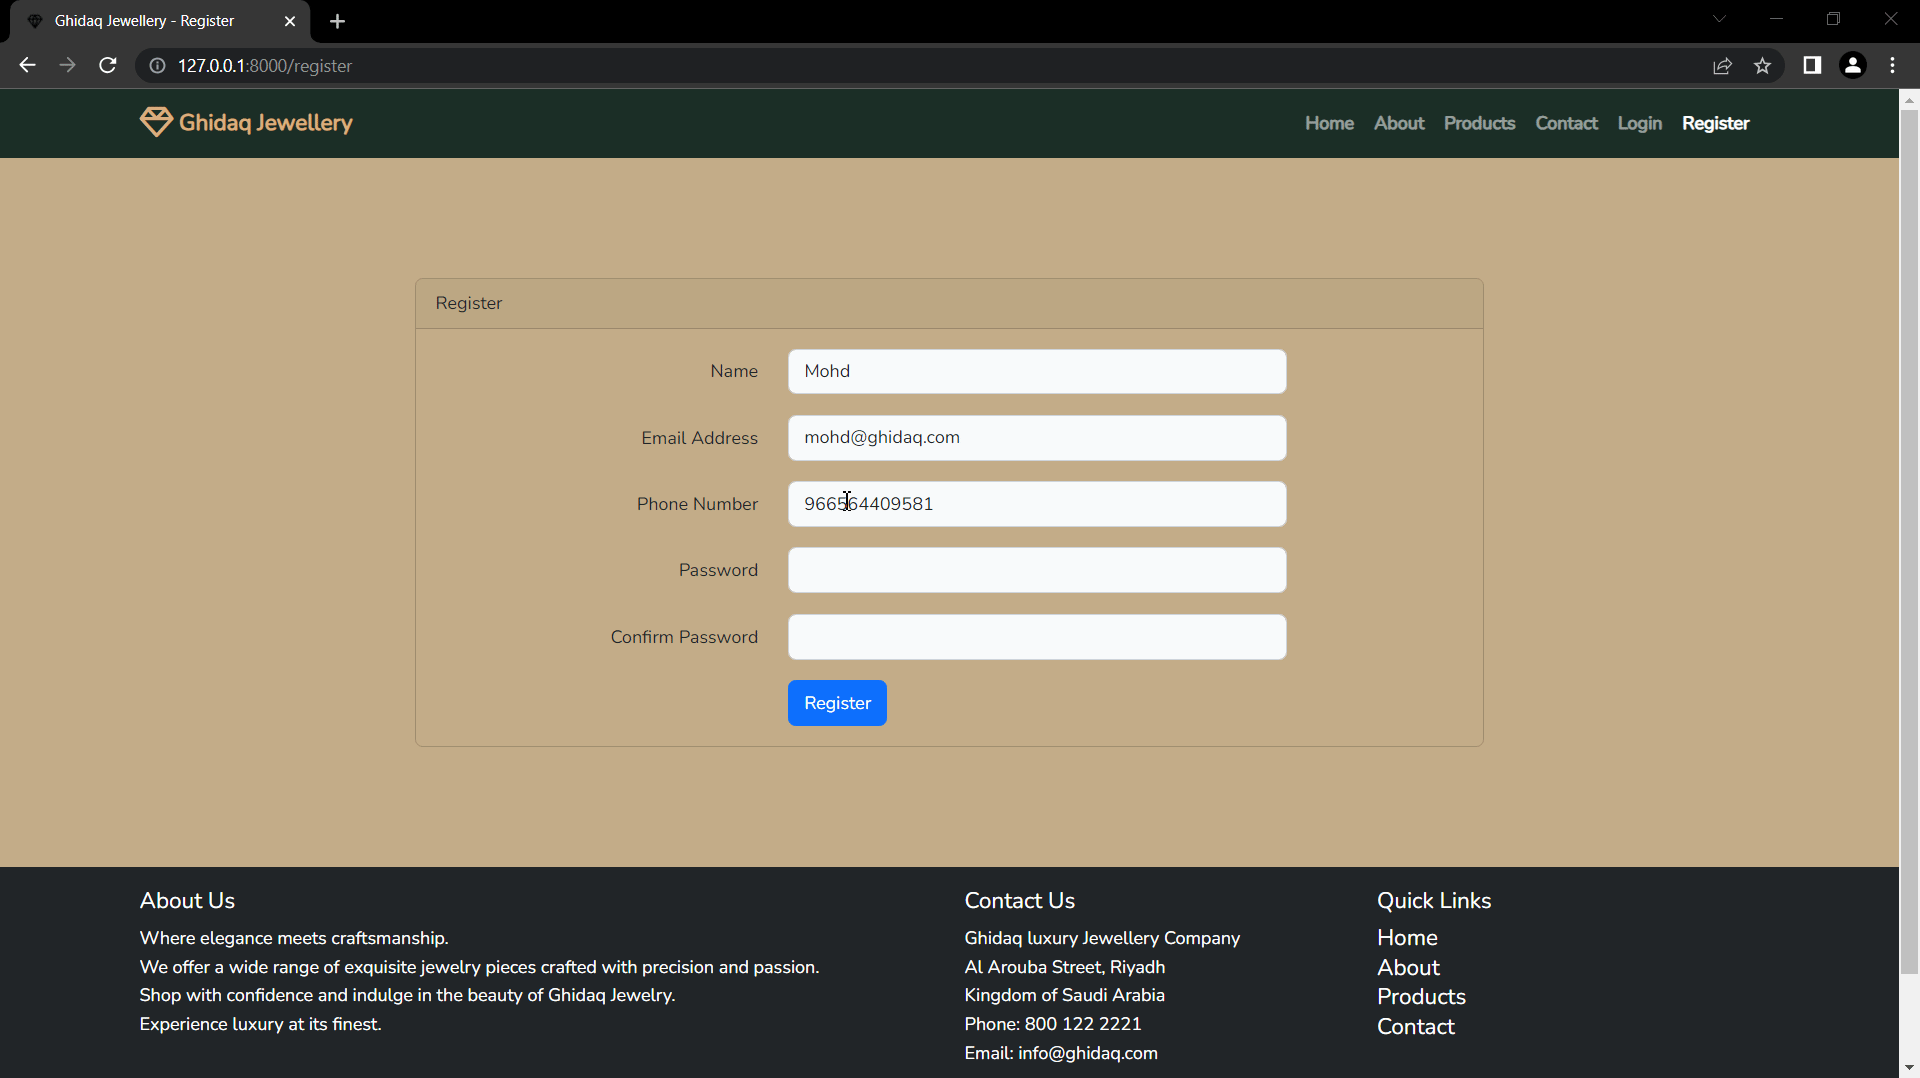 Ghidaq Jewellery - Register
127.0.0.1:8000/register
Ghidaq Jewellery
Home About Products Contact Login Register
Register
Name Mohd
Email Address mohd@ghidaq.com
Phone Number 966564409581
Password
Confirm Password
Register
About Us
Where elegance meets craftsmanship.
We offer a wide range of exquisite jewelry pieces crafted with precision and passion.
Shop with confidence and indulge in the beauty of Ghidaq Jewelry.
Experience luxury at its finest.
Contact Us
Ghidaq luxury Jewellery Company
Al Arouba Street, Riyadh
Kingdom of Saudi Arabia
Phone: 800 122 2221
Email: info@ghidaq.com
Quick Links
Home
About
Products
Contact